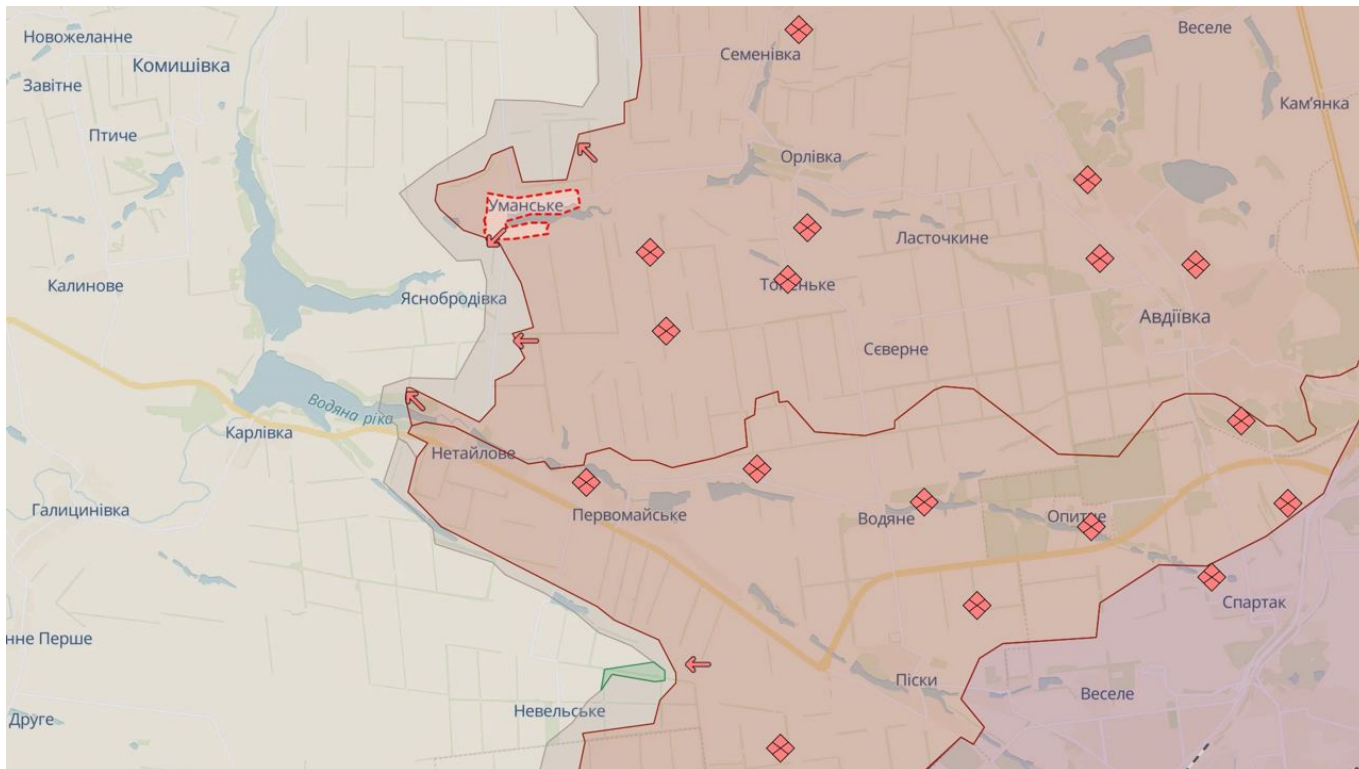 Новожеланне
Веселе
Семенівка
Комишівка
Завітне
Кам'янка
Птиче
Орлівка
Уманське
Ласточкине
Калинове
Тоненьке
Яснобродівка
Авдіївка
Сєверне
Водяна ріка
Карлівка
Нетайлове
Галицинівка
Первомайське
Водяне
Опитне
Спартак
нне Перше
Піски
Веселе
Невельське
Друге